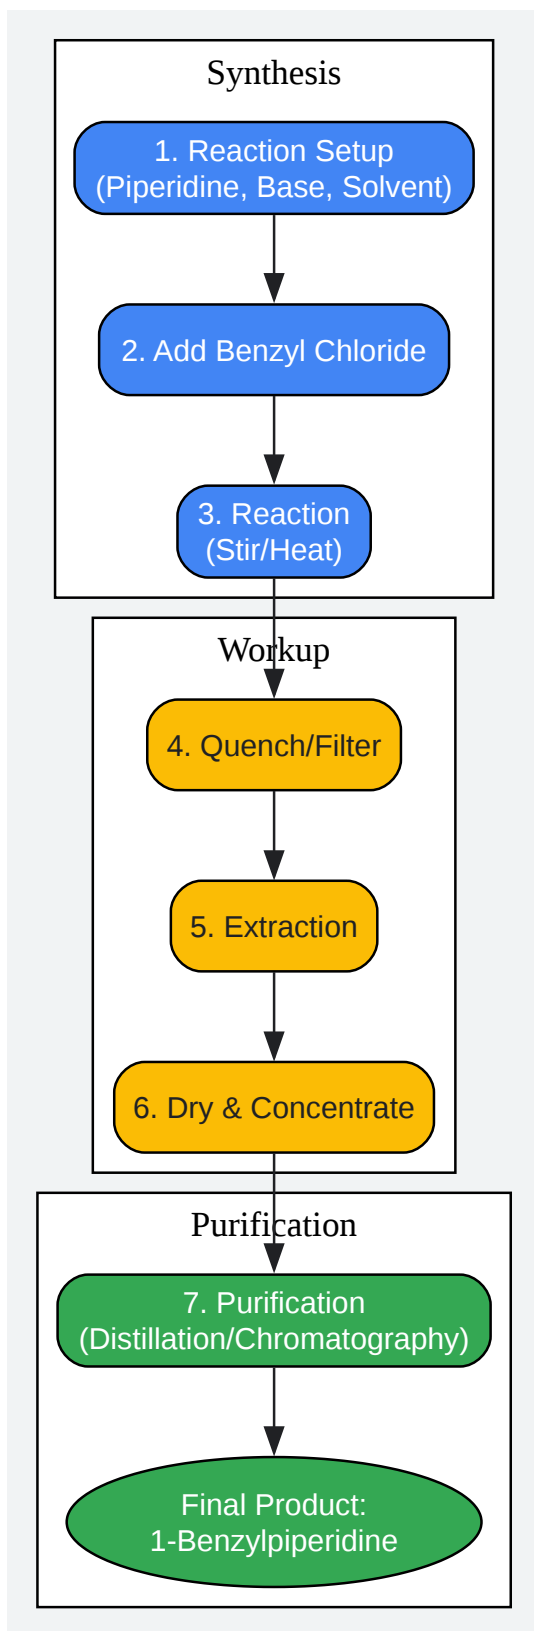 Synthesis
1. Reaction Setup
(Piperidine, Base, Solvent)
2. Add Benzyl Chloride
3. Reaction
(Stir/Heat)
Workup
4. Quench/Filter
5. Extraction
6. Dry & Concentrate
Purification
7. Purification
(Distillation/Chromatography)
Final Product:
1-Benzylpiperidine